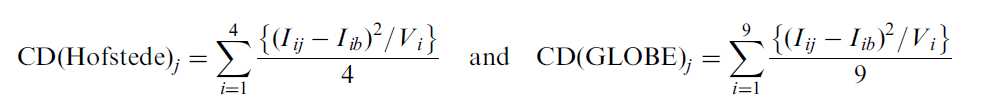 CD(Hofstede)_j = \sum_{i=1}^{4} \frac{\{(I_{ij} - I_{ib})^2 / V_i\}}{4} and CD(GLOBE)_j = \sum_{i=1}^{9} \frac{\{(I_{ij} - I_{ib})^2 / V_i\}}{9}